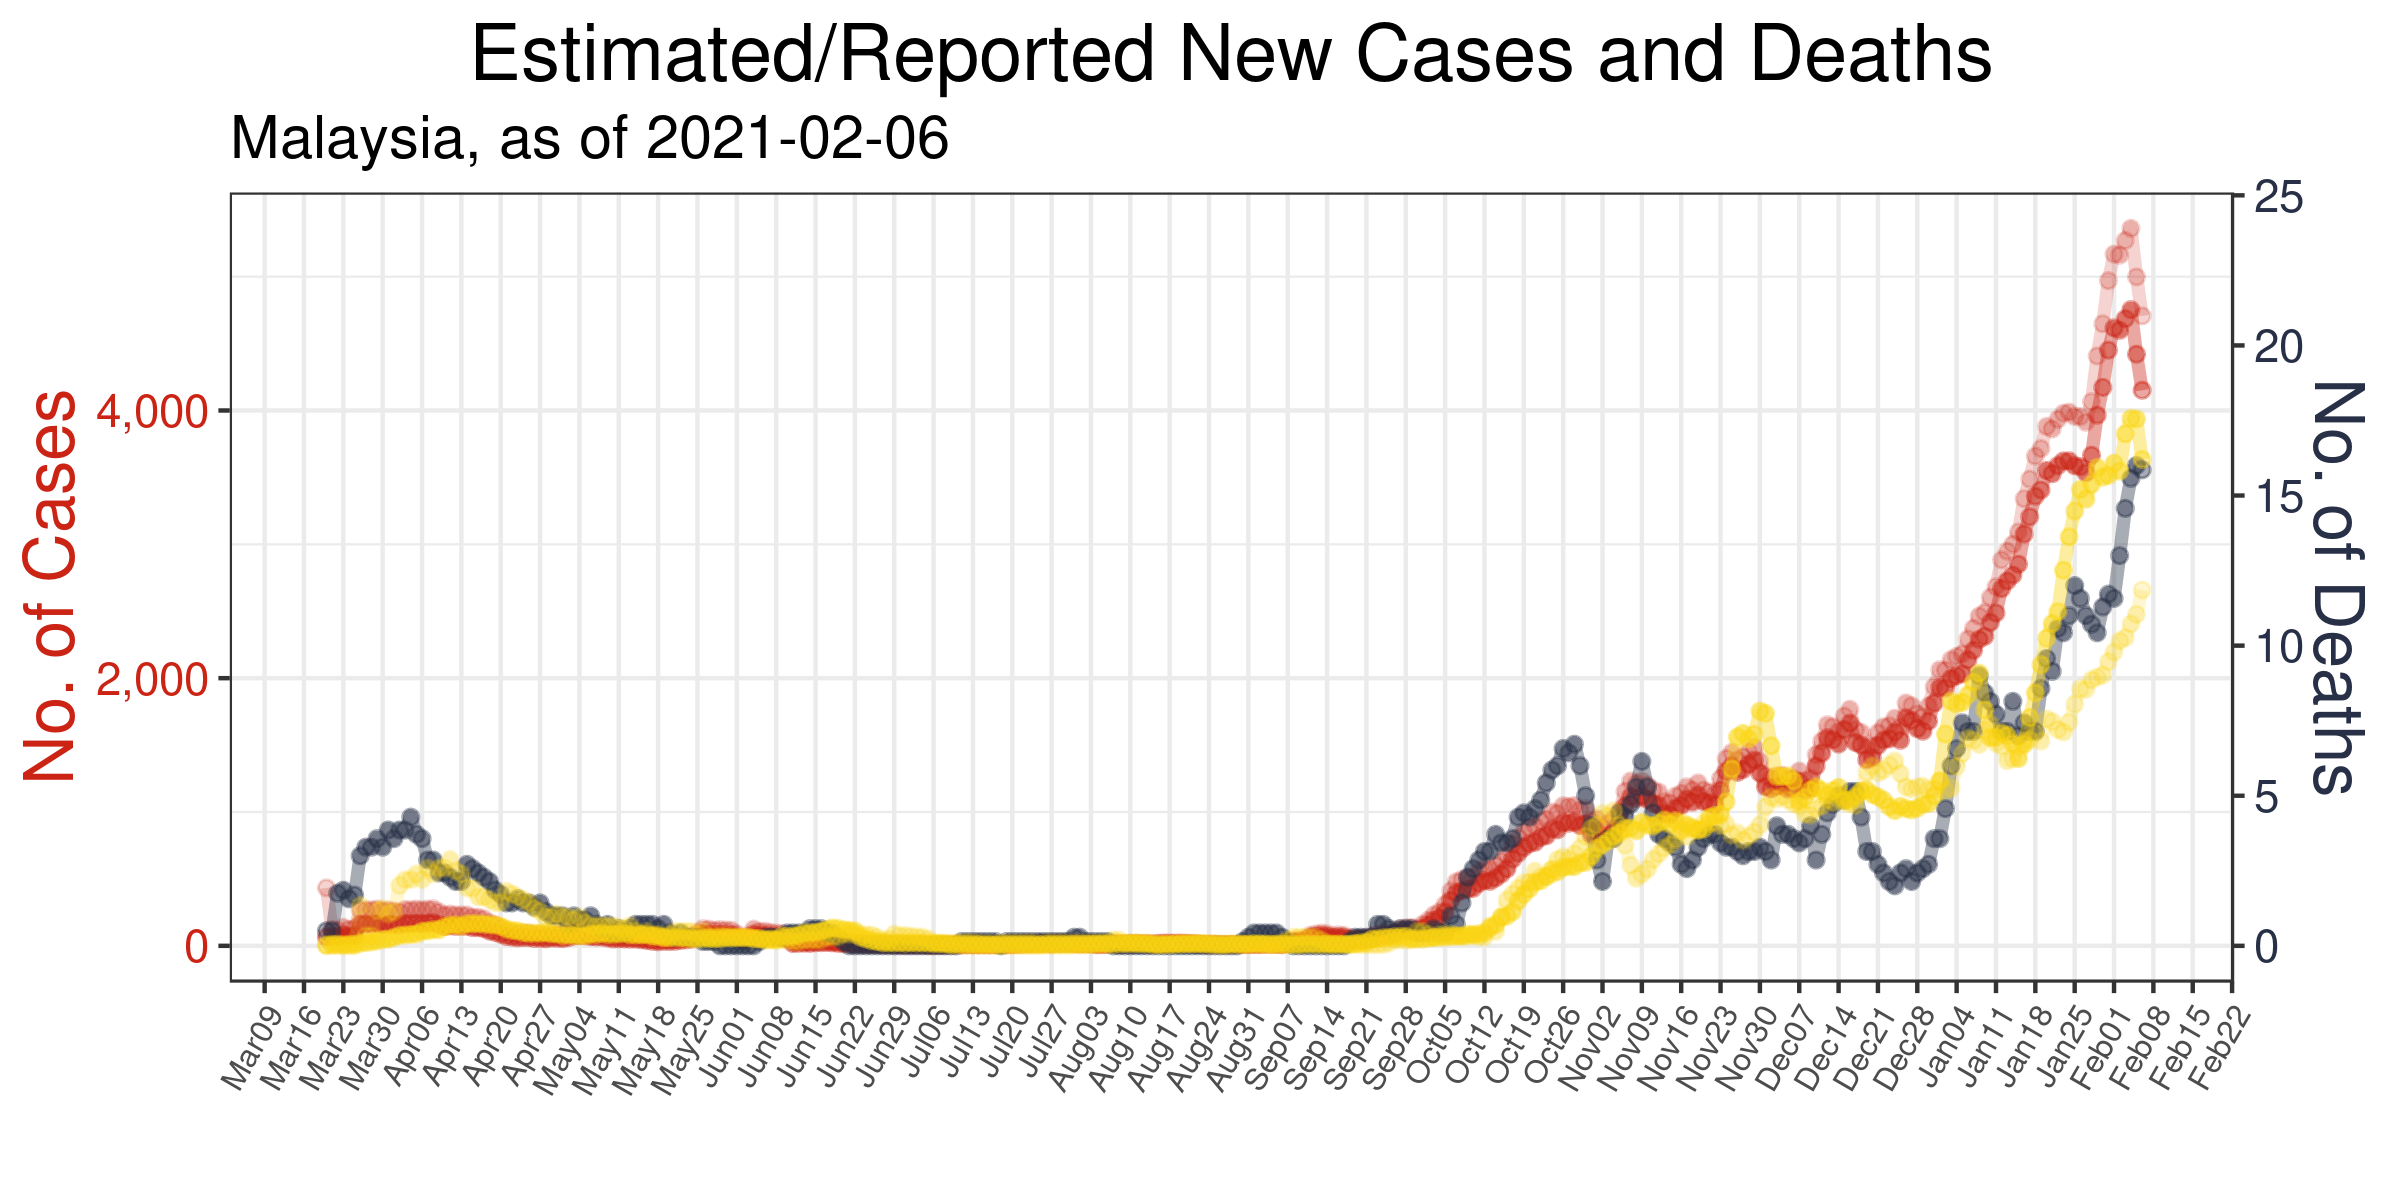 Estimated/Reported New Cases and Deaths
Malaysia, as of 2021-02-06
No. of Cases
4,000
2,000
0
25
20
15
10
5
0
No. of Deaths
Mar09
Mar16
Mar23
Mar30
Apr06
Apr13
Apr20
Apr27
May04
May11
May18
May25
Jun01
Jun08
Jun15
Jun22
Jun29
Jul06
Jul13
Jul20
Jul27
Aug03
Aug10
Aug17
Aug24
Aug31
Sep07
Sep14
Sep21
Sep28
Oct05
Oct12
Oct19
Oct26
Nov02
Nov09
Nov16
Nov23
Nov30
Dec07
Dec14
Dec21
Dec28
Jan04
Jan11
Jan18
Jan25
Feb01
Feb08
Feb15
Feb22